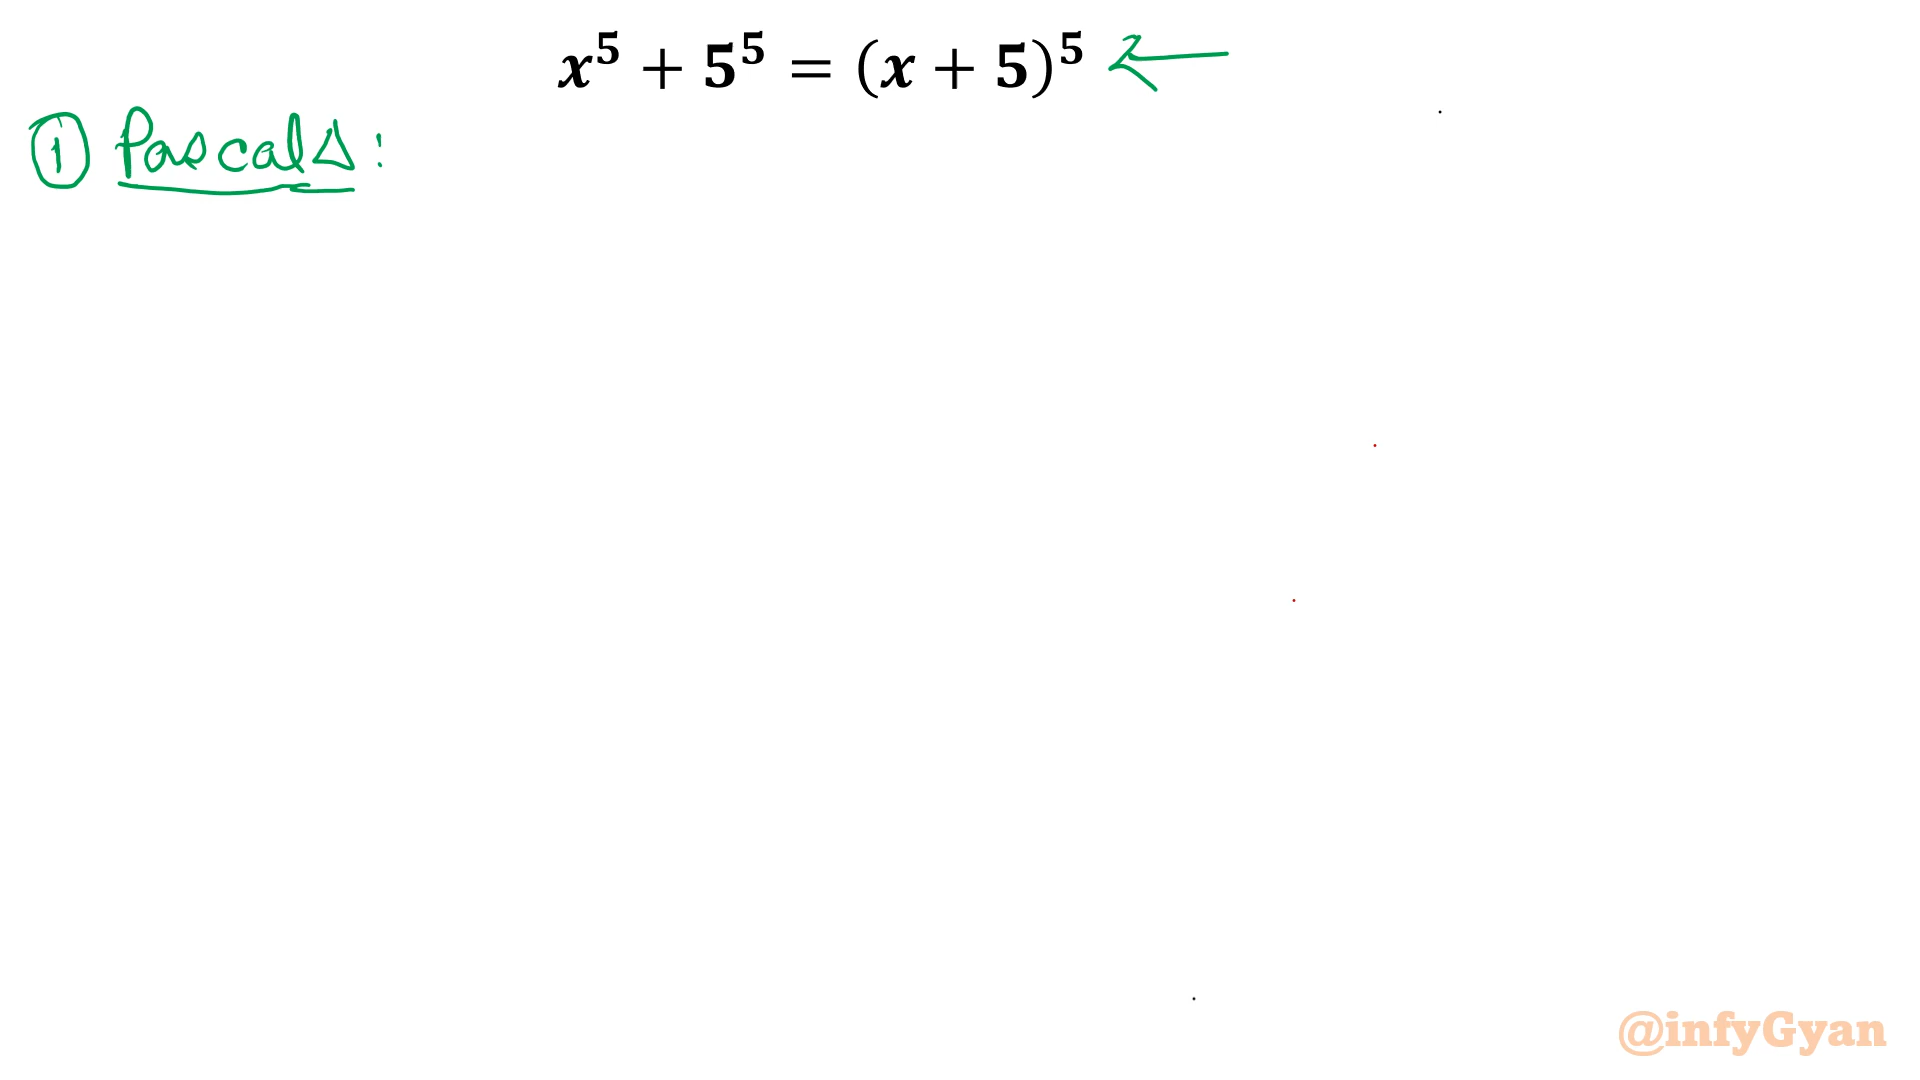 x⁵ + 5⁵ = (x + 5)⁵ ←
① Pascal Δ:
@infyGyan